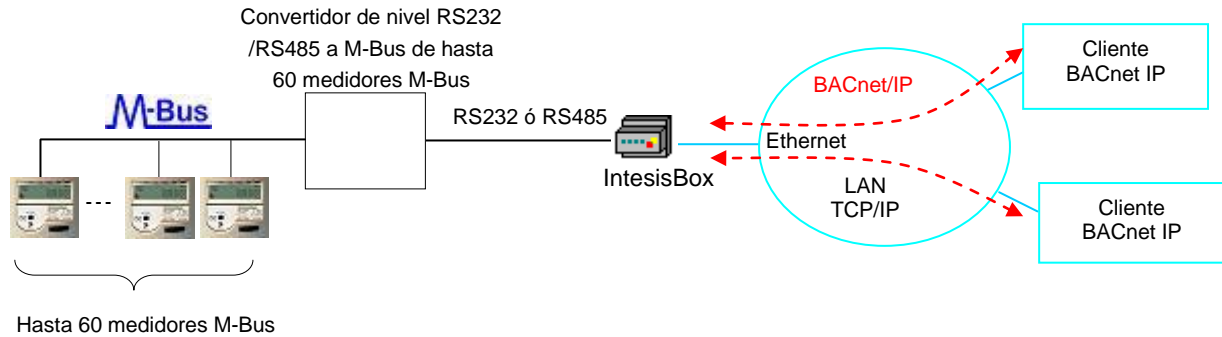 Convertidor de nivel RS232
/RS485 a M-Bus de hasta
60 medidores M-Bus
M-Bus
RS232 ó RS485
IntesisBox
BACnet/IP
Ethernet
LAN
TCP/IP
Cliente
BACnet IP
Cliente
BACnet IP
Hasta 60 medidores M-Bus